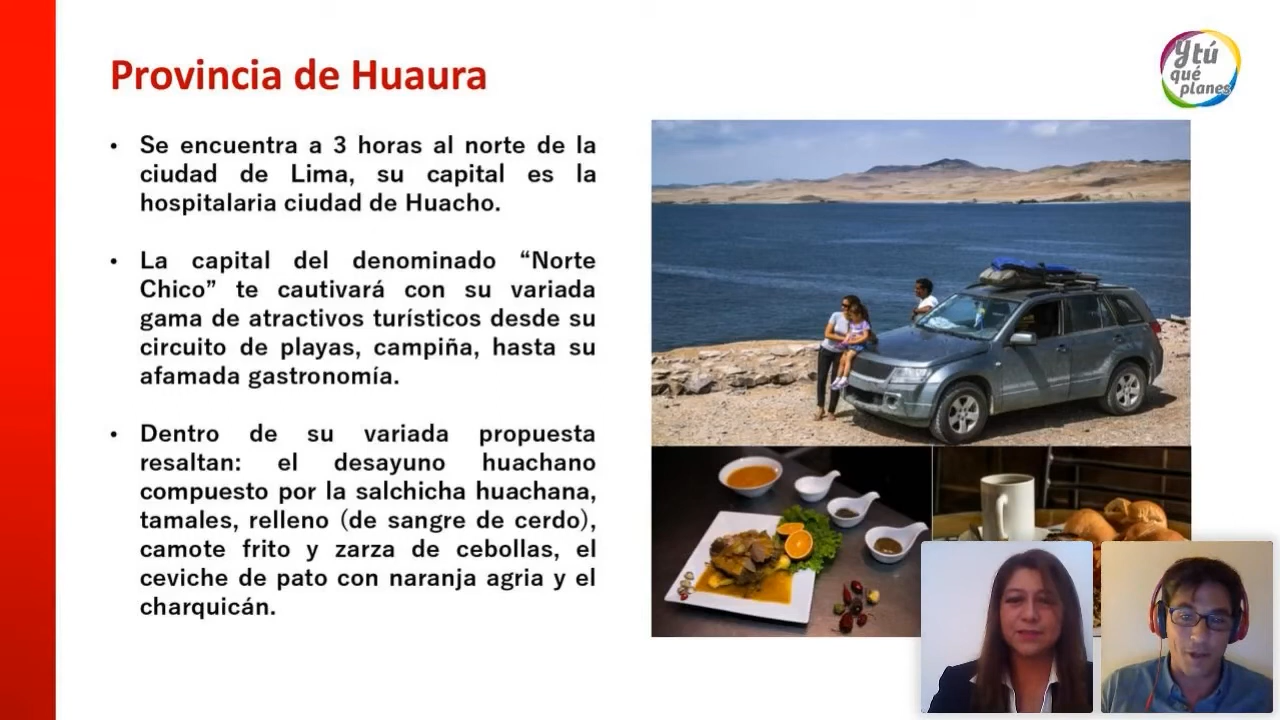 Provincia de Huaura
Y tú
qué
planes
• Se encuentra a 3 horas al norte de la
ciudad de Lima, su capital es la
hospitalaria ciudad de Huacho.
• La capital del denominado “Norte
Chico” te cautivará con su variada
gama de atractivos turísticos desde su
circuito de playas, campiña, hasta su
afamada gastronomía.
• Dentro de su variada propuesta
resaltan: el desayuno huachano
compuesto por la salchicha huachana,
tamales, relleno (de sangre de cerdo),
camote frito y zarza de cebollas, el
ceviche de pato con naranja agria y el
charquicán.